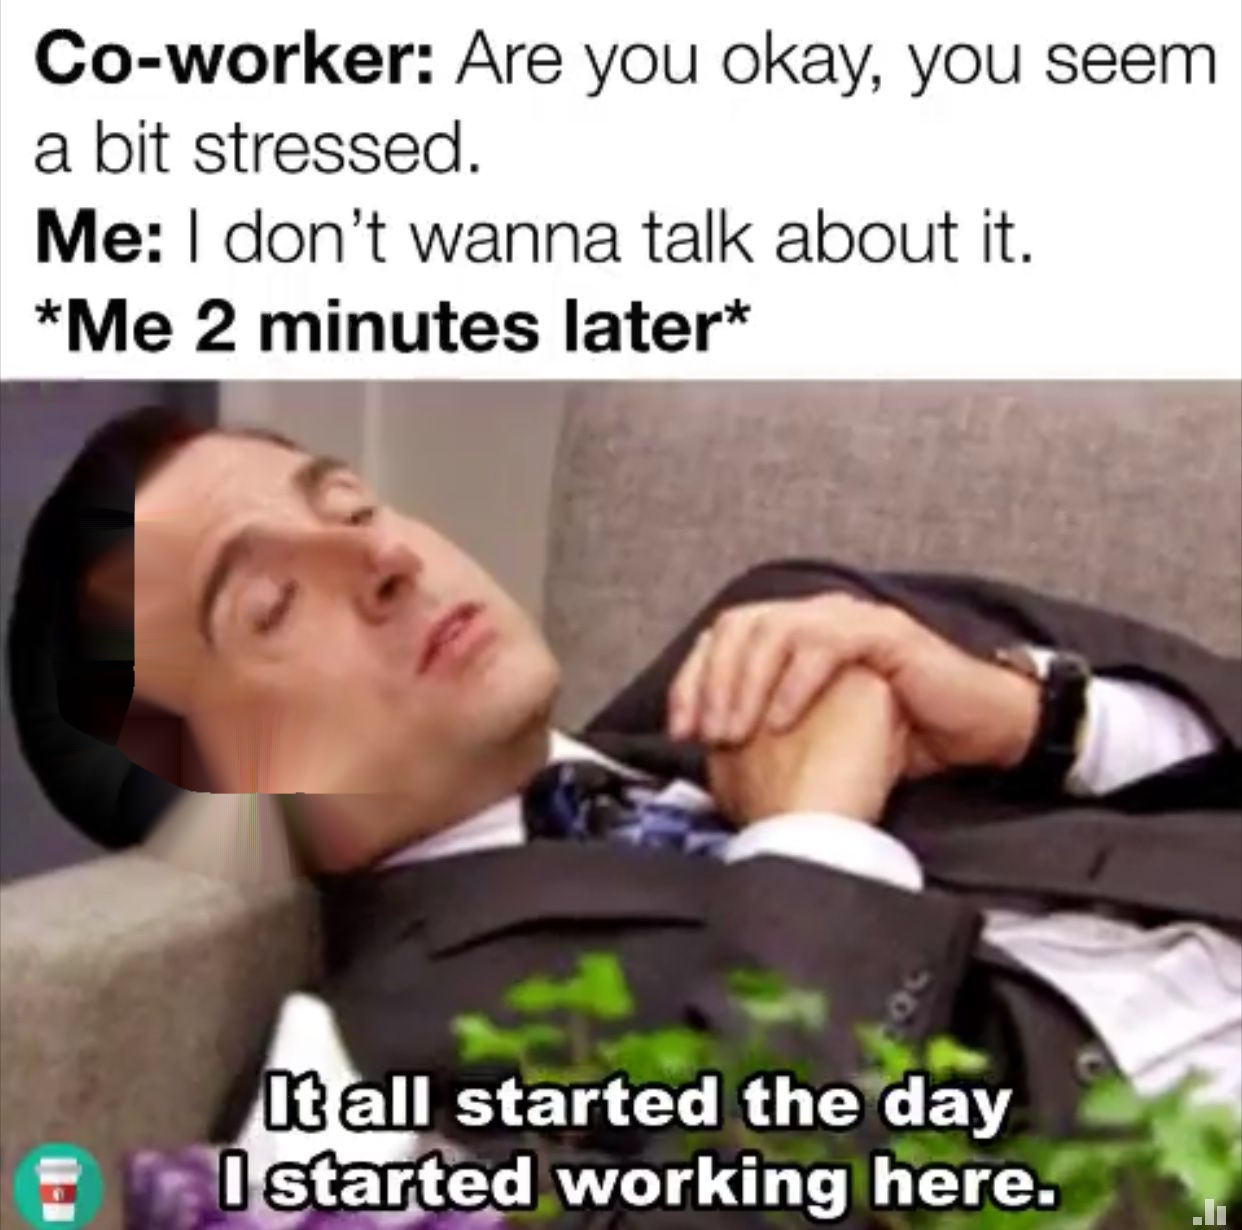 Co-worker: Are you okay, you seem
a bit stressed.
Me: I don’t wanna talk about it.
*Me 2 minutes later*
It all started the day
I started working here.